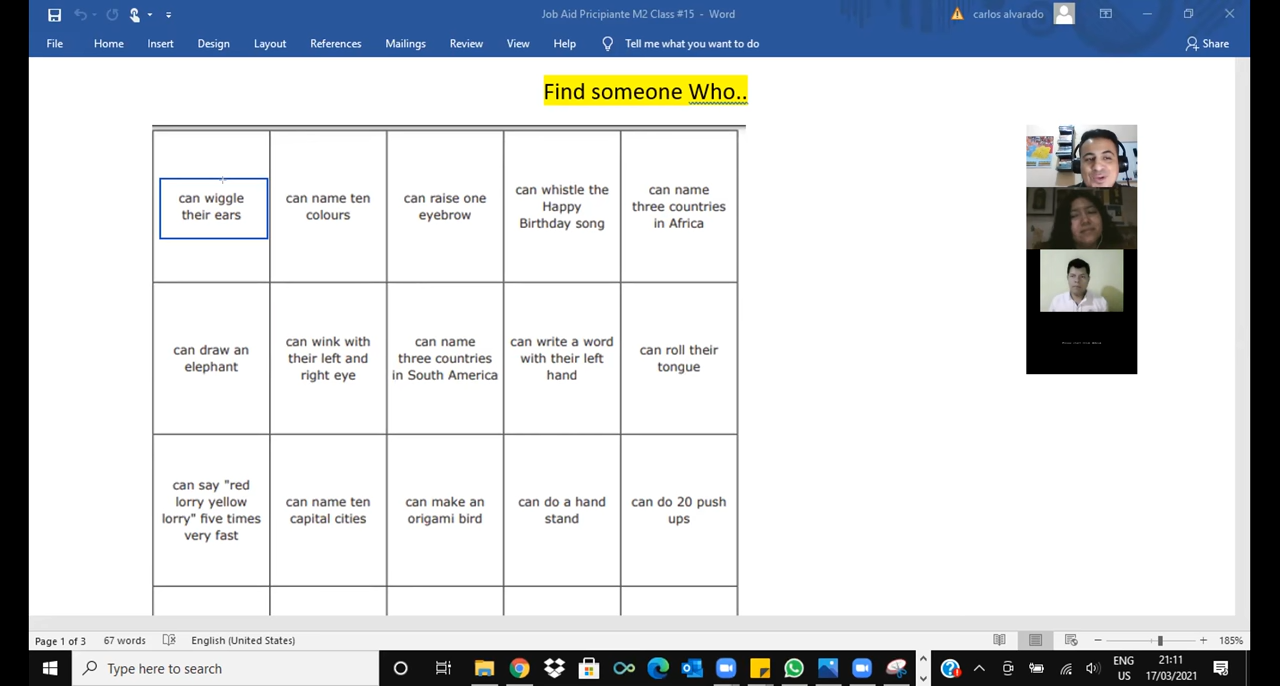 Job Aid Pricipiante M2 Class #15 - Word
carlos alvarado
File Home Insert Design Layout References Mailings Review View Help Tell me what you want to do Share
Find someone Who..
can wiggle
their ears
can name ten
colours
can raise one
eyebrow
can whistle the
Happy
Birthday song
can name
three countries
in Africa
can draw an
elephant
can wink with
their left and
right eye
can name
three countries
in South America
can write a word
with their left
hand
can roll their
tongue
can say "red
lorry yellow
lorry" five times
very fast
can name ten
capital cities
can make an
origami bird
can do a hand
stand
can do 20 push
ups
Page 1 of 3 67 words English (United States) 185%
Type here to search
ENG
US
21:11
17/03/2021